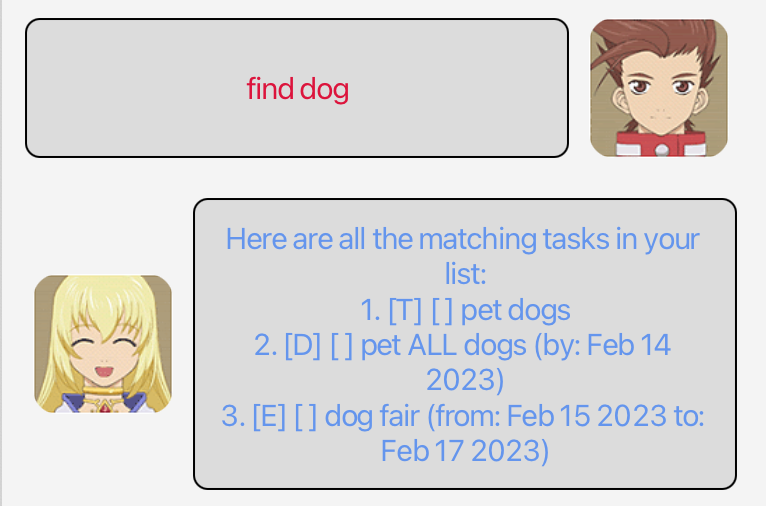 find dog
Here are all the matching tasks in your
list:
1. [T] [ ] pet dogs
2. [D] [ ] pet ALL dogs (by: Feb 14
2023)
3. [E] [ ] dog fair (from: Feb 15 2023 to:
Feb 17 2023)